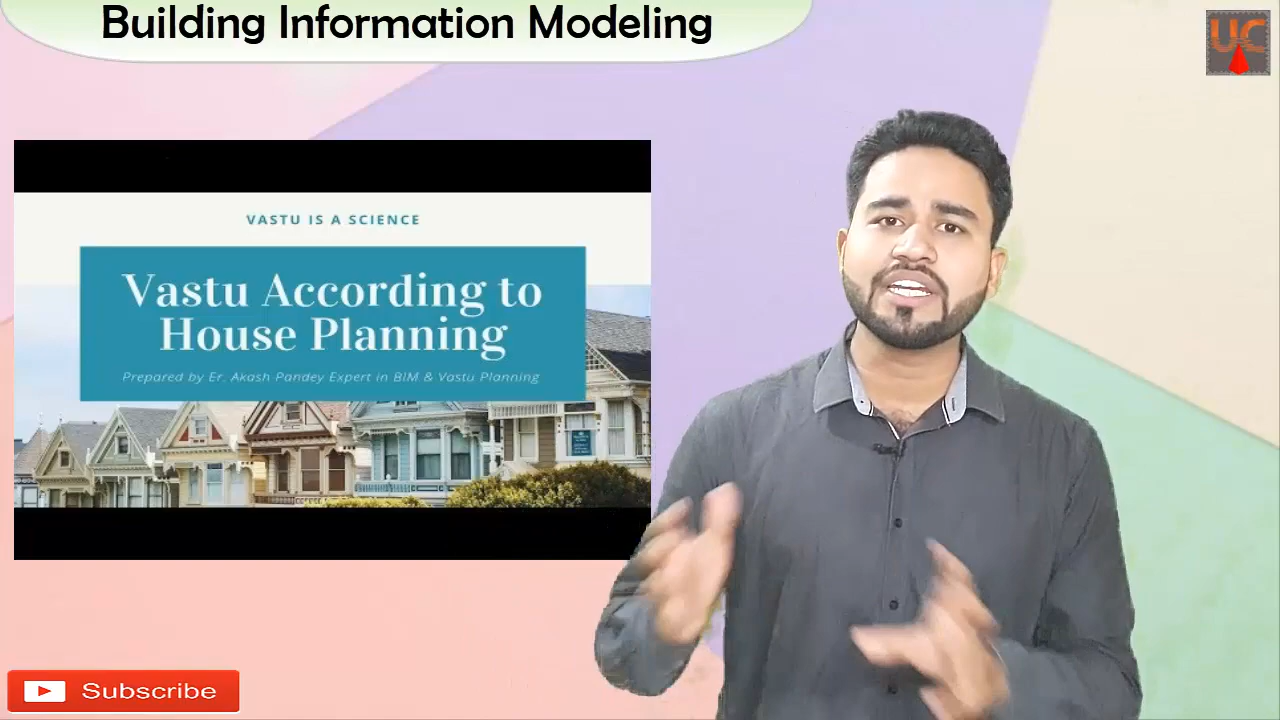 Building Information Modeling
UC
VASTU IS A SCIENCE
Vastu According to
House Planning
Prepared by Er. Akash Pandey Expert in BIM & Vastu Planning
Subscribe